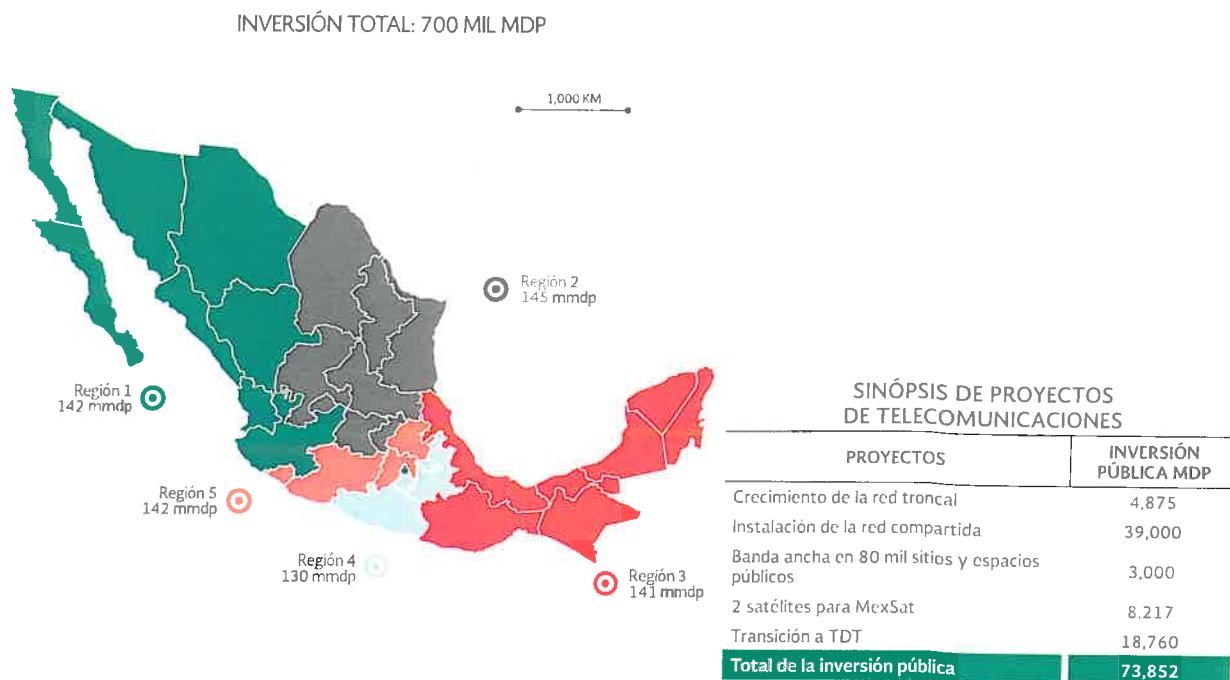 INVERSIÓN TOTAL: 700 MIL MDP
1,000 KM
Región 2
145 mmdp
Región 1
142 mmdp
Región 5
142 mmdp
Región 4
130 mmdp
Región 3
141 mmdp
SINÓPSIS DE PROYECTOS
DE TELECOMUNICACIONES
PROYECTOS
INVERSIÓN
PÚBLICA MDP
Crecimiento de la red troncal 4,875
Instalación de la red compartida 39,000
Banda ancha en 80 mil sitios y espacios
públicos 3,000
2 satélites para MexSat 8,217
Transición a TDT 18,760
Total de la inversión pública 73,852